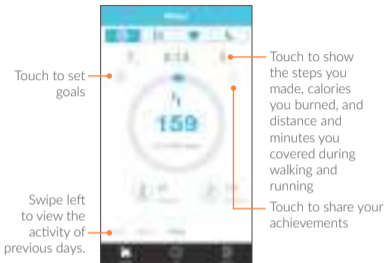 Touch to set
goals
Swipe left
to view the
activity of
previous days.
159
Touch to show
the steps you
made, calories
you burned, and
distance and
minutes you
covered during
walking and
running
Touch to share your
achievements